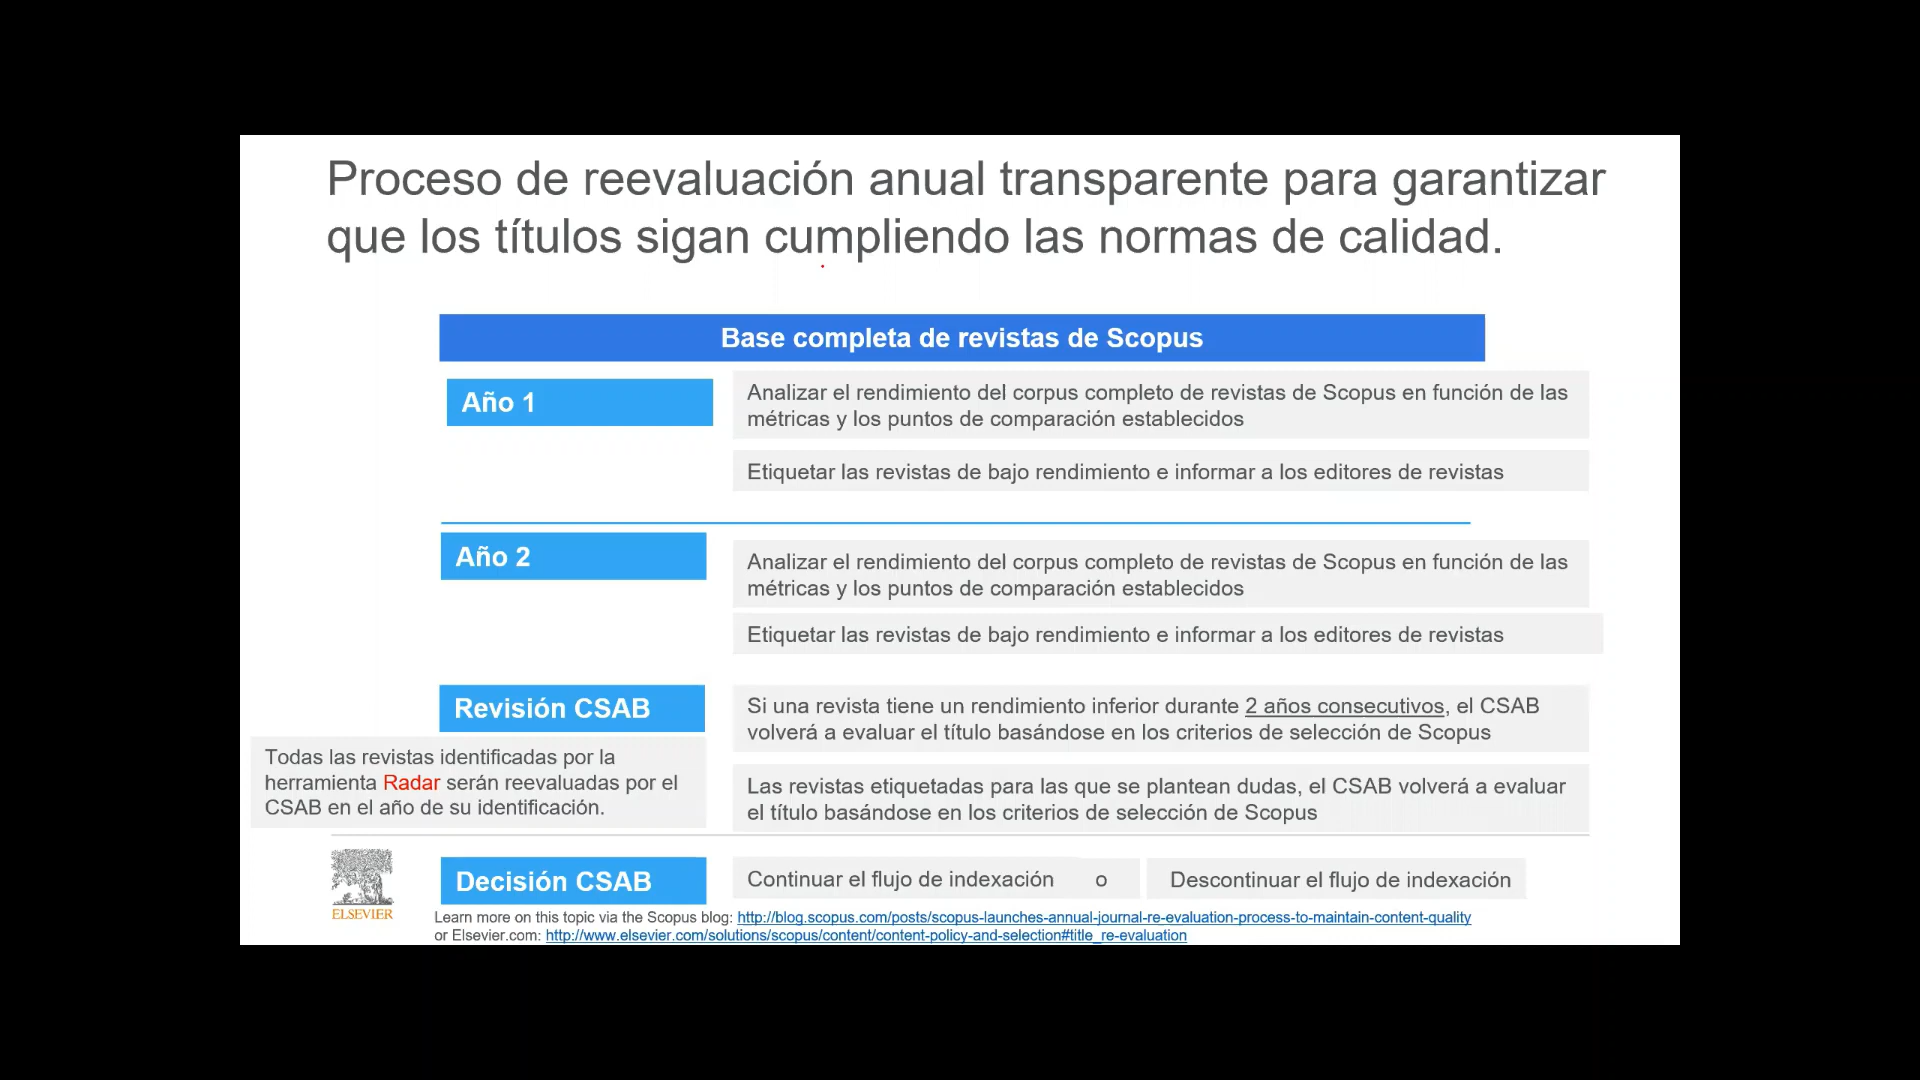 Proceso de reevaluación anual transparente para garantizar
que los títulos sigan cumpliendo las normas de calidad.
Base completa de revistas de Scopus
Año 1
Analizar el rendimiento del corpus completo de revistas de Scopus en función de las
métricas y los puntos de comparación establecidos
Etiquetar las revistas de bajo rendimiento e informar a los editores de revistas
Año 2
Analizar el rendimiento del corpus completo de revistas de Scopus en función de las
métricas y los puntos de comparación establecidos
Etiquetar las revistas de bajo rendimiento e informar a los editores de revistas
Revisión CSAB
Si una revista tiene un rendimiento inferior durante 2 años consecutivos, el CSAB
volverá a evaluar el título basándose en los criterios de selección de Scopus
Todas las revistas identificadas por la
herramienta Radar serán reevaluadas por el
CSAB en el año de su identificación.
Las revistas etiquetadas para las que se plantean dudas, el CSAB volverá a evaluar
el título basándose en los criterios de selección de Scopus
ELSEVIER
Decisión CSAB
Continuar el flujo de indexación o Descontinuar el flujo de indexación
Learn more on this topic via the Scopus blog: http://blog.scopus.com/posts/scopus-launches-annual-journal-re-evaluation-process-to-maintain-content-quality
or Elsevier.com: http://www.elsevier.com/solutions/scopus/content/content-policy-and-selection#title_re-evaluation